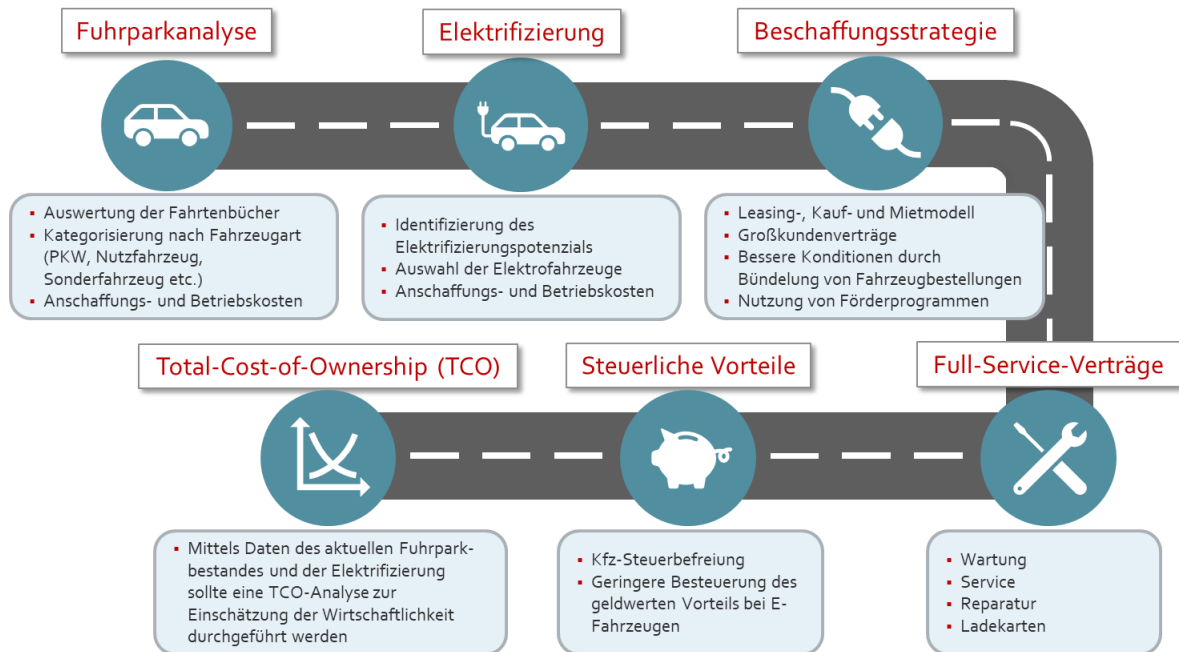 Fuhrparkanalyse
▪ Auswertung der Fahrtenbücher
▪ Kategorisierung nach Fahrzeugart
(PKW, Nutzfahrzeug,
Sonderfahrzeug etc.)
▪ Anschaffungs- und Betriebskosten
Elektrifizierung
▪ Identifizierung des
Elektrifizierungspotenzials
▪ Auswahl der Elektrofahrzeuge
▪ Anschaffungs- und Betriebskosten
Beschaffungsstrategie
▪ Leasing-, Kauf- und Mietmodell
▪ Großkundenverträge
▪ Bessere Konditionen durch
Bündelung von Fahrzeugbestellungen
▪ Nutzung von Förderprogrammen
Full-Service-Verträge
▪ Wartung
▪ Service
▪ Reparatur
▪ Ladekarten
Steuerliche Vorteile
▪ Kfz-Steuerbefreiung
▪ Geringere Besteuerung des
geldwerten Vorteils bei E-
Fahrzeugen
Total-Cost-of-Ownership (TCO)
▪ Mittels Daten des aktuellen Fuhrpark-
bestandes und der Elektrifizierung
sollte eine TCO-Analyse zur
Einschätzung der Wirtschaftlichkeit
durchgeführt werden